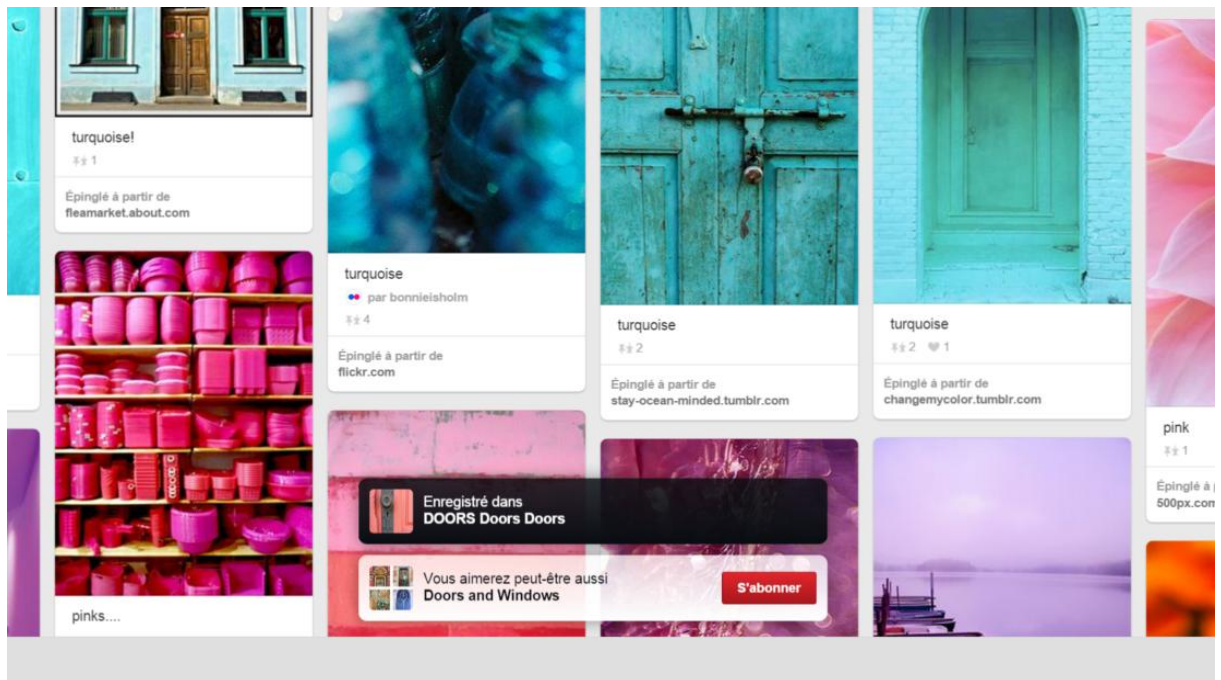 turquoise!
1
Épinglé à partir de
fleamarket.about.com
pinks....
turquoise
par bonnieisholm
4
Épinglé à partir de
flickr.com
turquoise
2
Épinglé à partir de
stay-ocean-minded.tumblr.com
turquoise
2 1
Épinglé à partir de
changemycolor.tumblr.com
pink
1
Épinglé à
500px.com
Enregistré dans
DOORS Doors Doors
Vous aimerez peut-être aussi
Doors and Windows
S'abonner